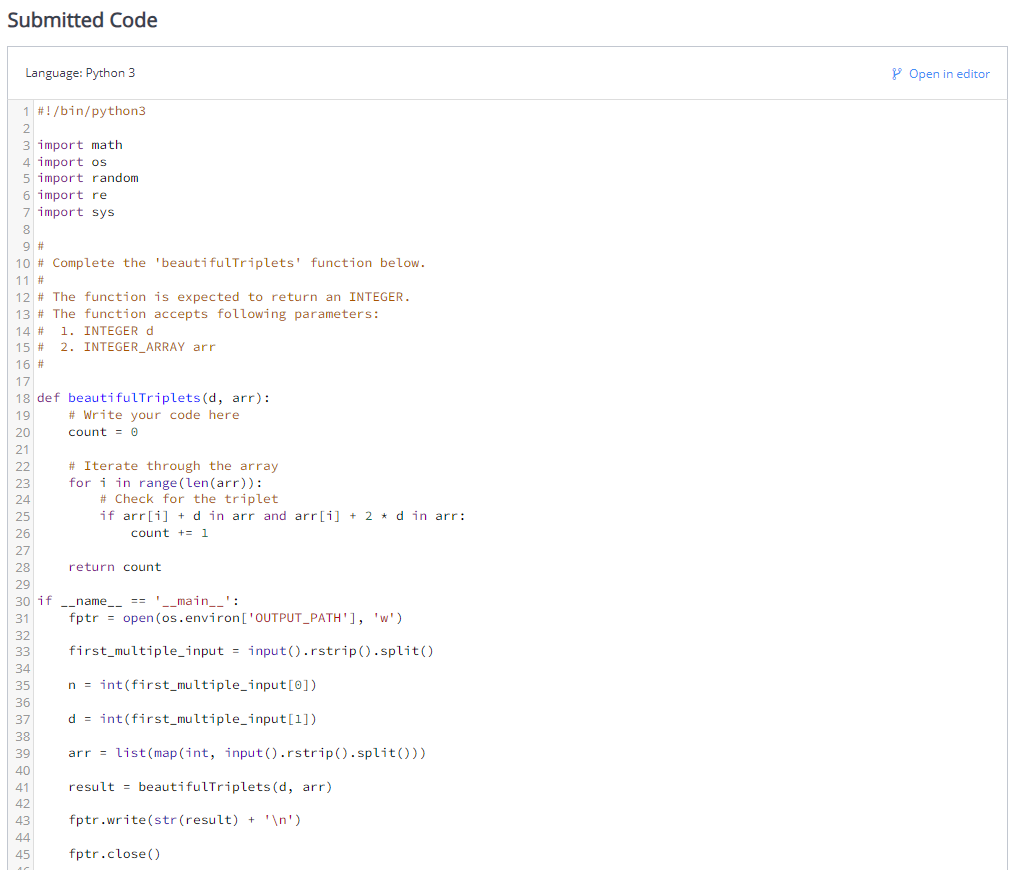 Submitted Code
Language: Python 3
Open in editor
1 #!/bin/python3
2
3 import math
4 import os
5 import random
6 import re
7 import sys
8
9 #
10 # Complete the 'beautifulTriplets' function below.
11 #
12 # The function is expected to return an INTEGER.
13 # The function accepts following parameters:
14 #  1. INTEGER d
15 #  2. INTEGER_ARRAY arr
16 #
17
18 def beautifulTriplets(d, arr):
19     # Write your code here
20     count = 0
21
22     # Iterate through the array
23     for i in range(len(arr)):
24         # Check for the triplet
25         if arr[i] + d in arr and arr[i] + 2 * d in arr:
26             count += 1
27
28     return count
29
30 if __name__ == '__main__':
31     fptr = open(os.environ['OUTPUT_PATH'], 'w')
32
33     first_multiple_input = input().rstrip().split()
34
35     n = int(first_multiple_input[0])
36
37     d = int(first_multiple_input[1])
38
39     arr = list(map(int, input().rstrip().split()))
40
41     result = beautifulTriplets(d, arr)
42
43     fptr.write(str(result) + '\n')
44
45     fptr.close()